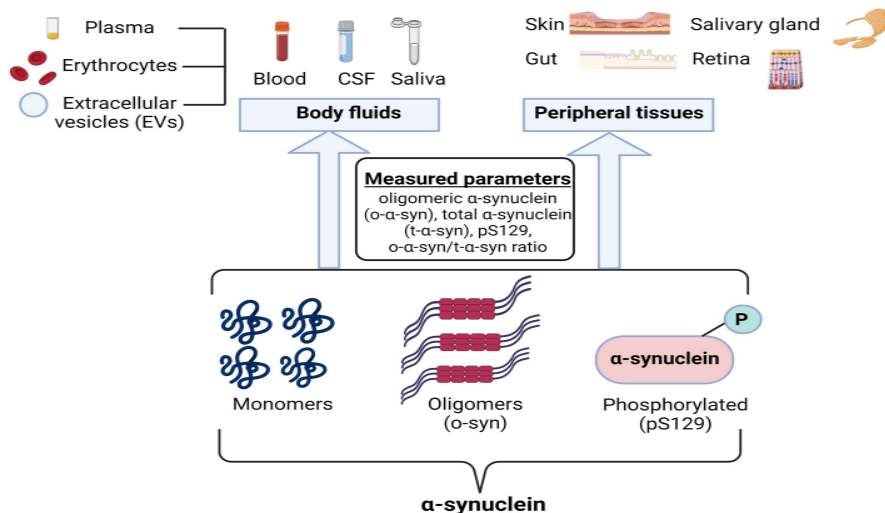 Plasma
Erythrocytes
Extracellular
vesicles (EVs)
Blood
CSF
Saliva
Body fluids
Skin
Salivary gland
Gut
Retina
Peripheral tissues
Measured parameters
oligomeric α-synuclein
(o-α-syn), total α-synuclein
(t-α-syn), pS129,
o-α-syn/t-α-syn ratio
Monomers
Oligomers
(o-syn)
P
α-synuclein
Phosphorylated
(pS129)
α-synuclein